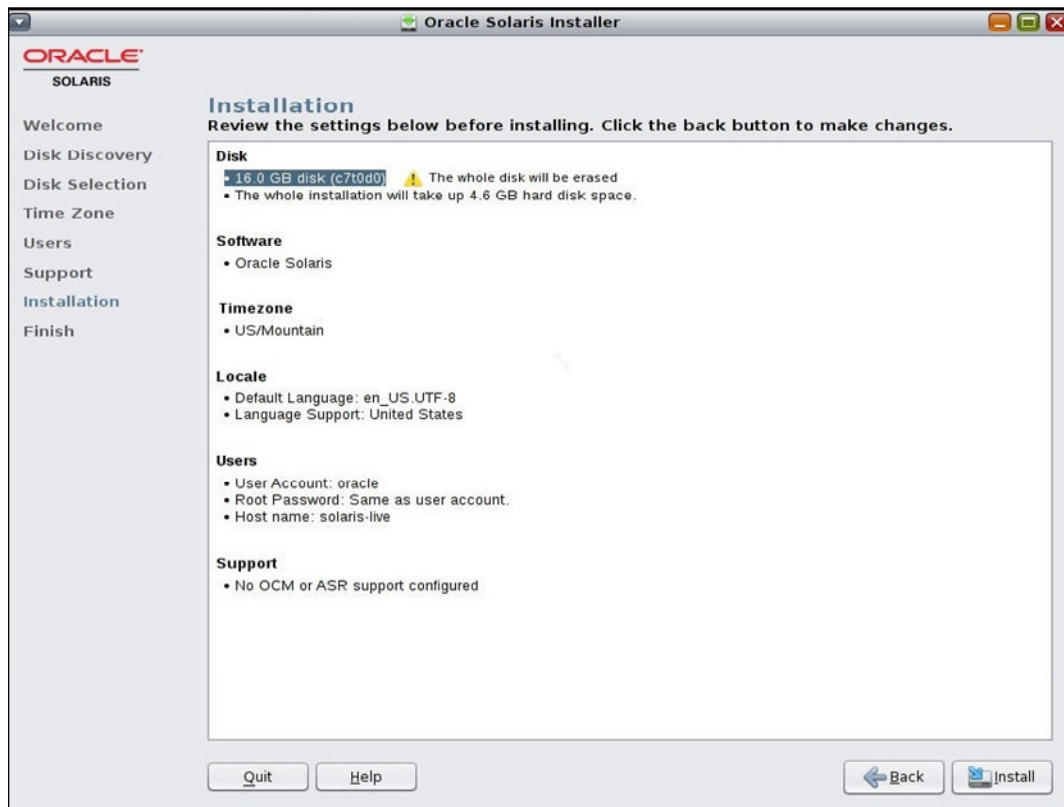 Oracle Solaris Installer
ORACLE
SOLARIS
Welcome
Disk Discovery
Disk Selection
Time Zone
Users
Support
Installation
Finish
Installation
Review the settings below before installing. Click the back button to make changes.
Disk
• 16.0 GB disk (c7t0d0) The whole disk will be erased
• The whole installation will take up 4.6 GB hard disk space.
Software
• Oracle Solaris
Timezone
• US/Mountain
Locale
• Default Language: en_US.UTF-8
• Language Support: United States
Users
• User Account: oracle
• Root Password: Same as user account.
• Host name: solaris-live
Support
• No OCM or ASR support configured
Quit Help Back Install